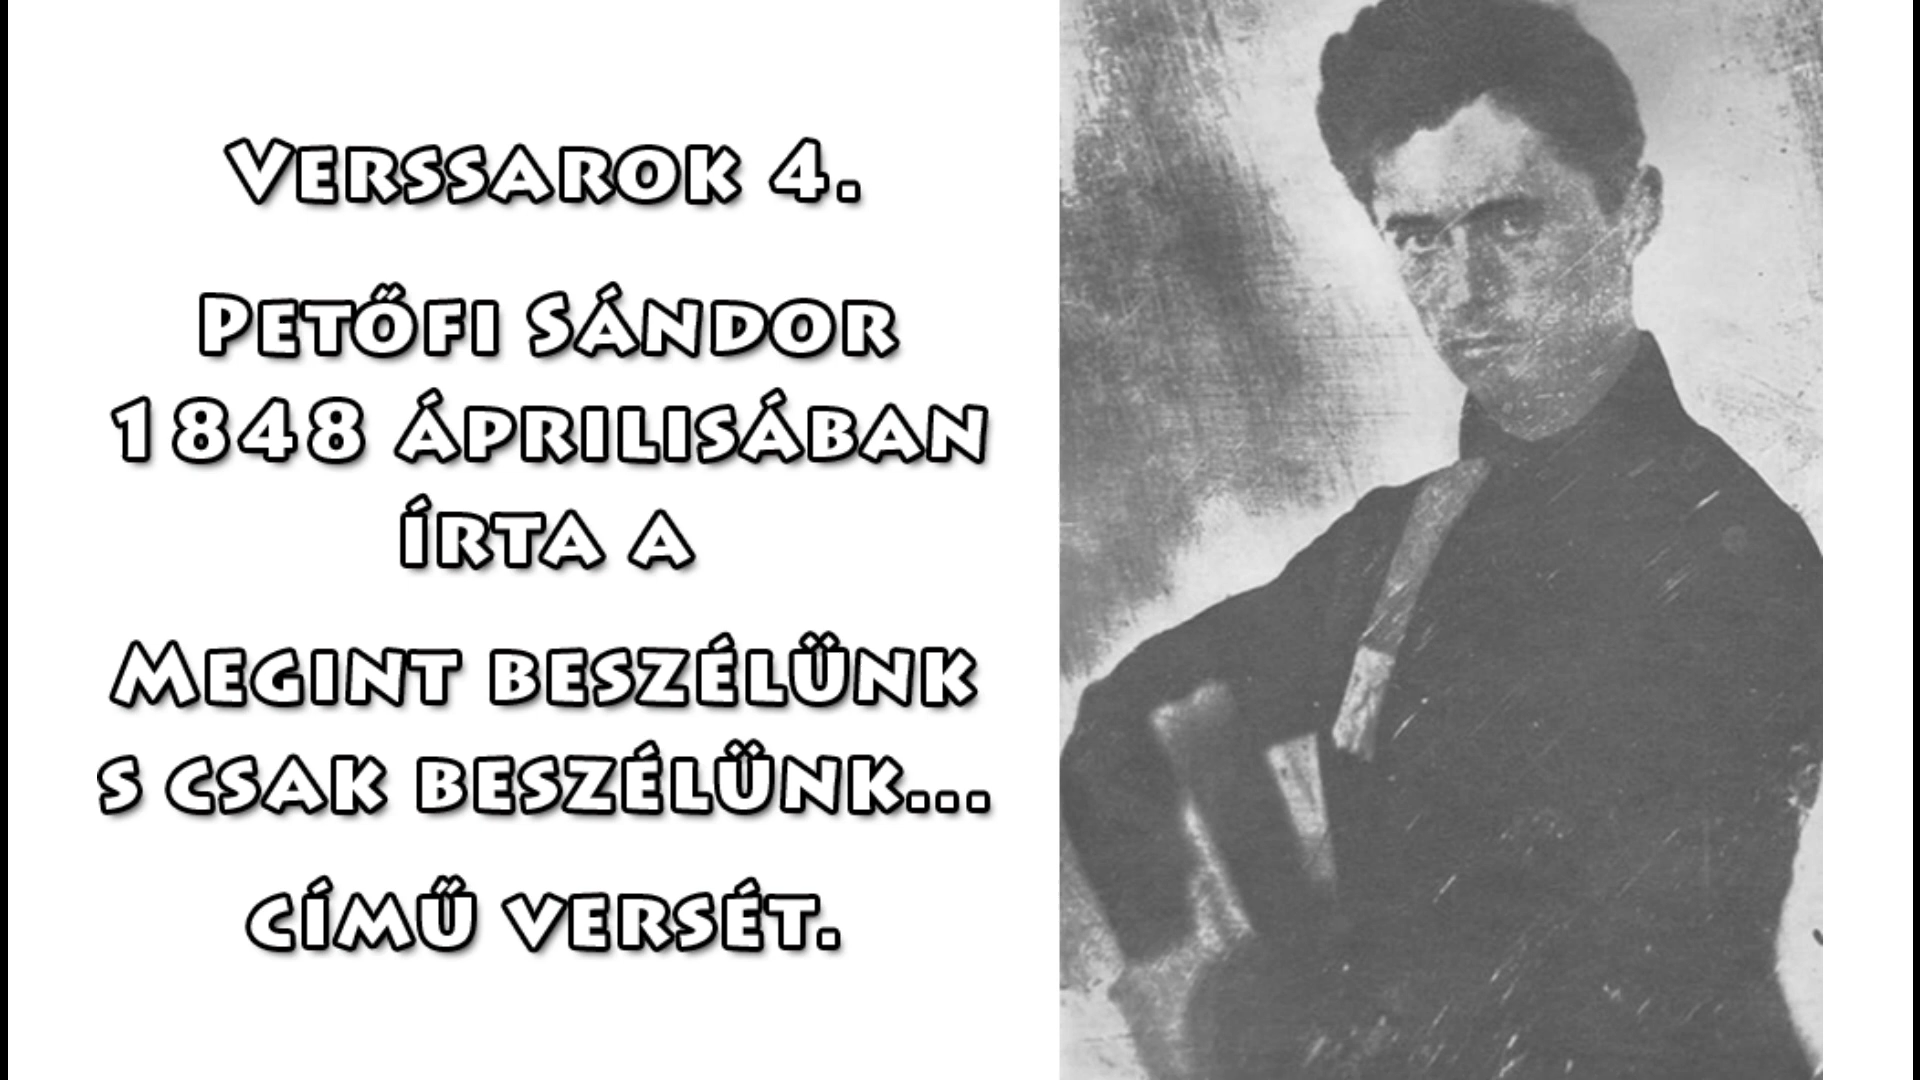 Verssarok 4.
Petőfi Sándor
1848 áprilisában
írta a
Megint beszélünk
s csak beszélünk...
című versét.